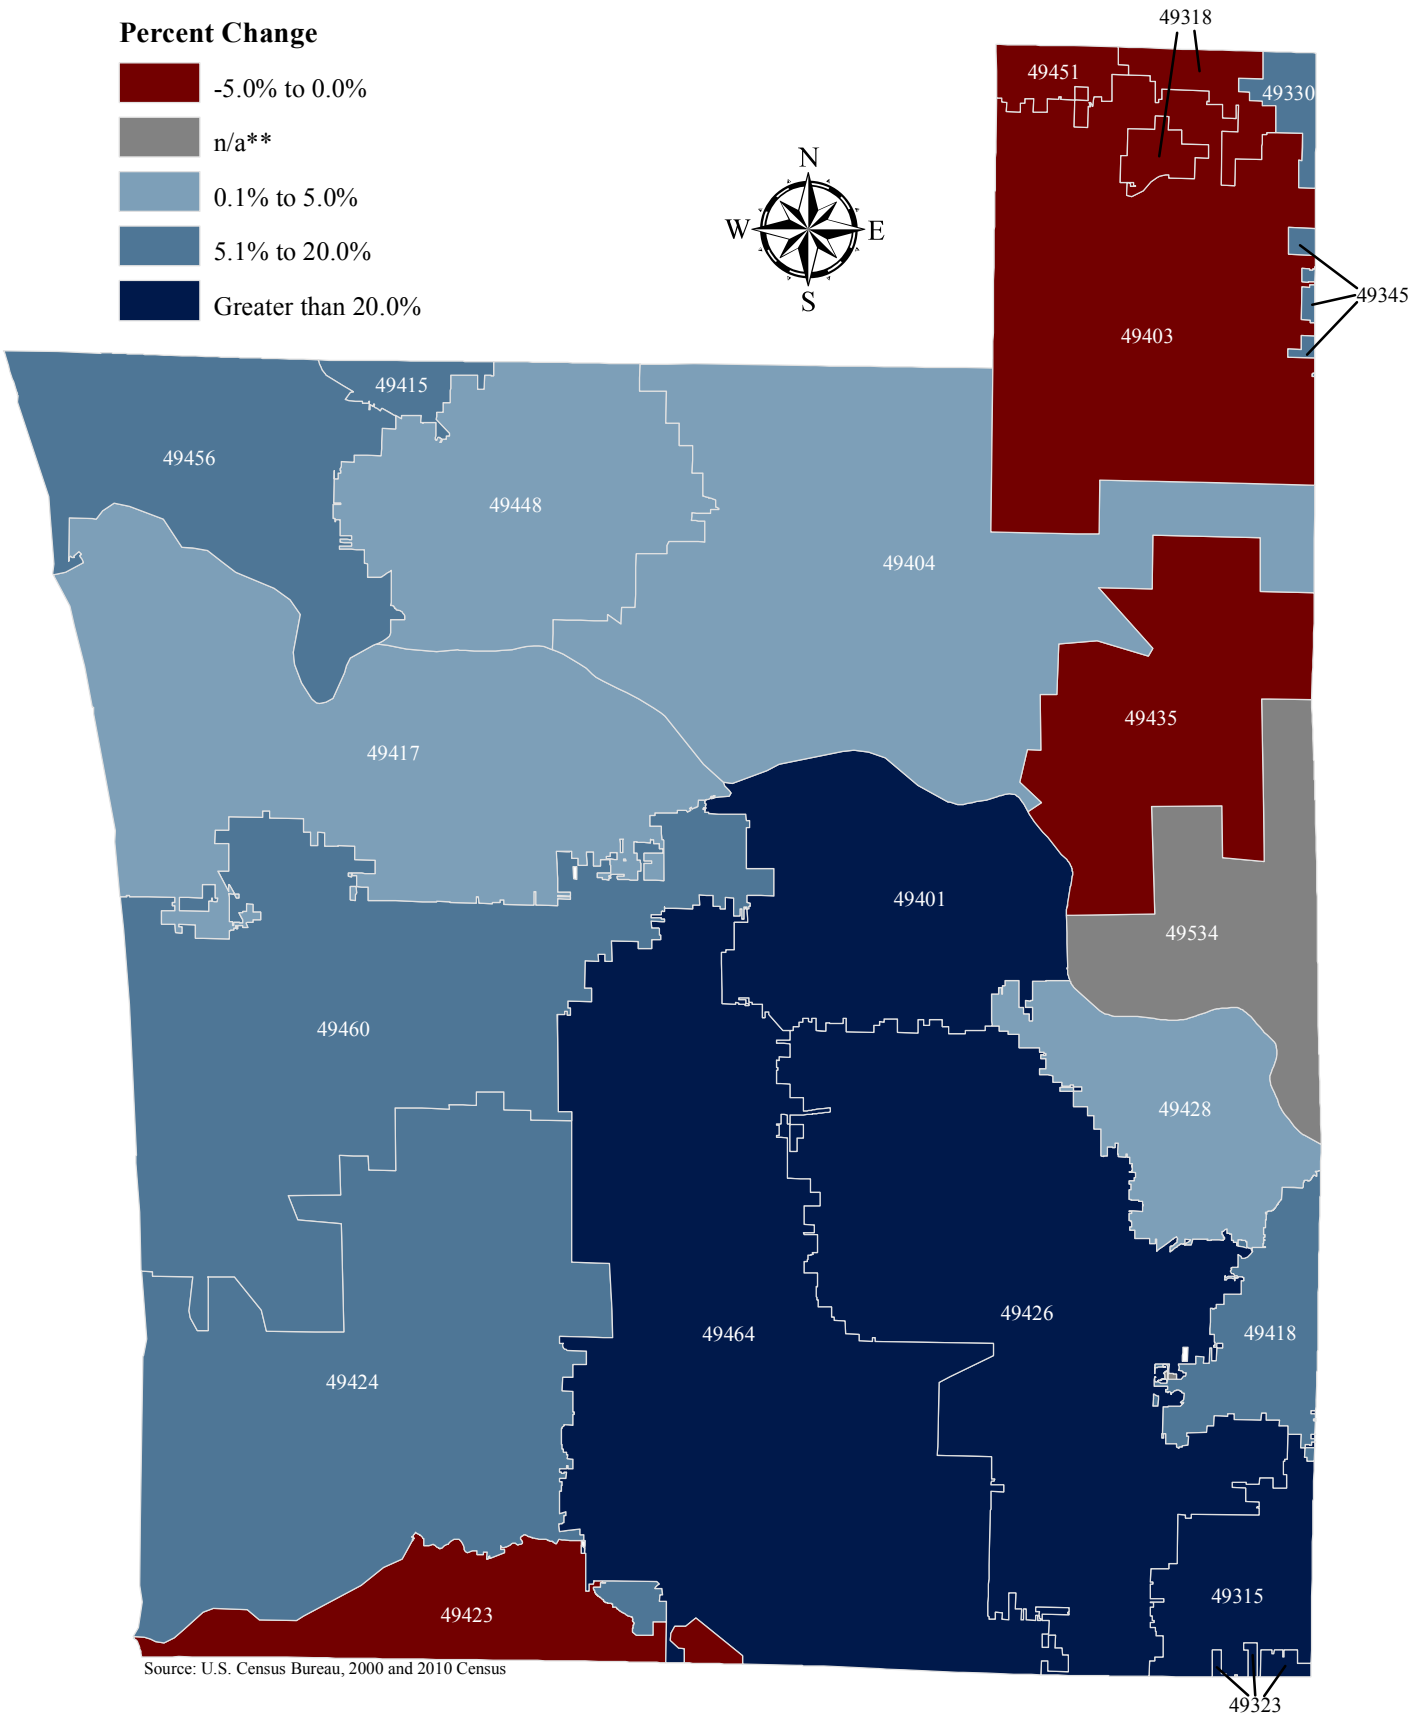 49318
Percent Change
-5.0% to 0.0%
n/a**
0.1% to 5.0%
5.1% to 20.0%
Greater than 20.0%
N
W
E
S
49451
49330
49345
49403
49415
49456
49448
49404
49435
49417
49401
49534
49460
49428
49426
49464
49418
49424
49315
49423
Source: U.S. Census Bureau, 2000 and 2010 Census
49323